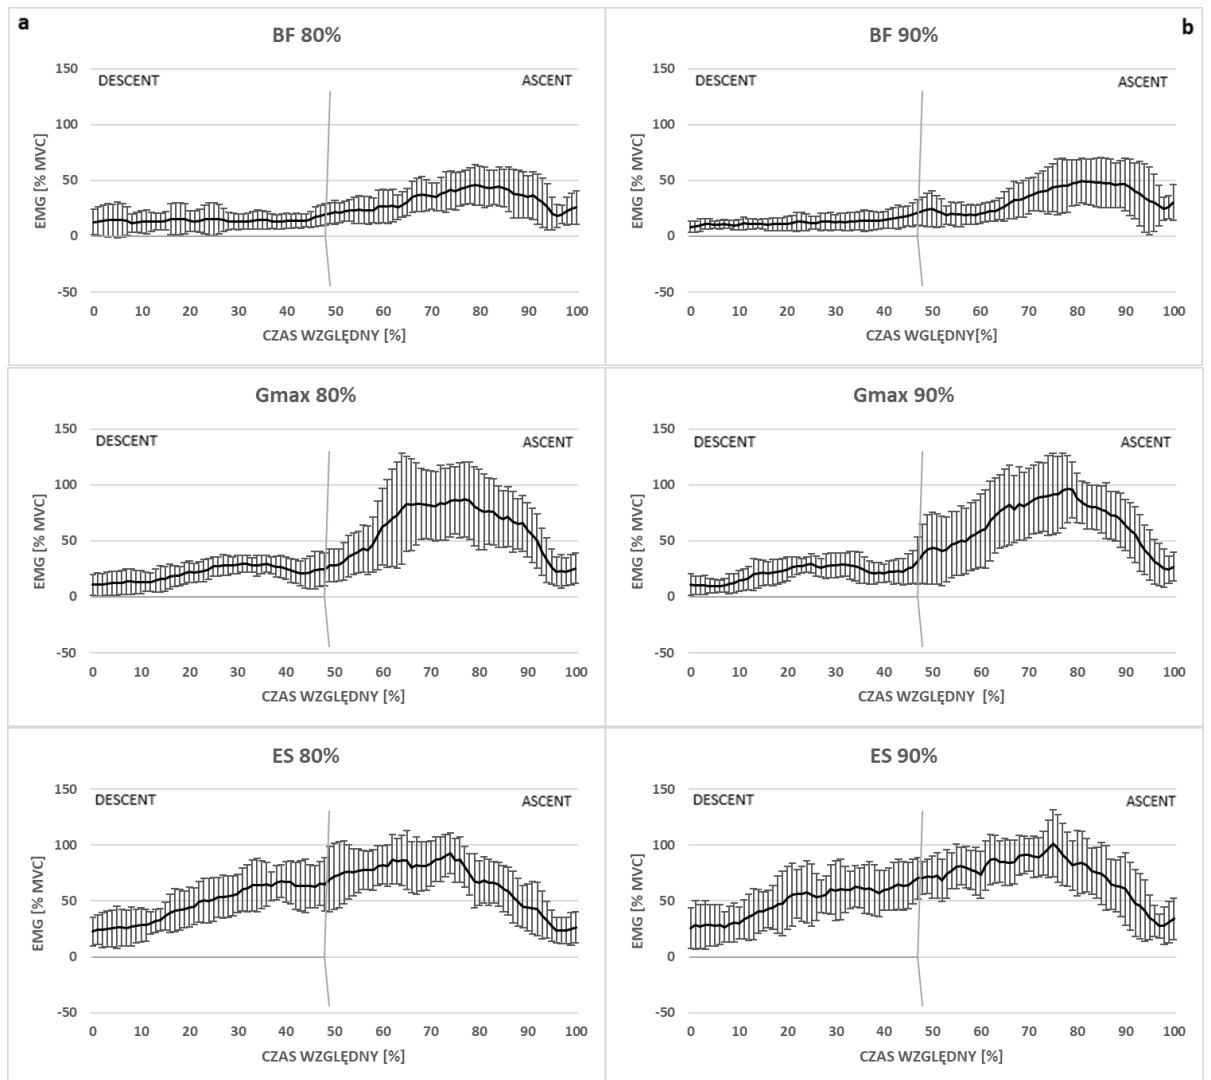 a
b
BF 80%
150
100
50
0
-50
DESCENT
ASCENT
EMG [% MVC]
0 10 20 30 40 50 60 70 80 90 100
CZAS WZGLĘDNY [%]
BF 90%
150
100
50
0
-50
DESCENT
ASCENT
EMG [% MVC]
0 10 20 30 40 50 60 70 80 90 100
CZAS WGLĘDNY[%]
Gmax 80%
150
100
50
0
-50
DESCENT
ASCENT
EMG [% MVC]
0 10 20 30 40 50 60 70 80 90 100
CZAS WZGLĘDNY [%]
Gmax 90%
150
100
50
0
-50
DESCENT
ASCENT
EMG [% MVC]
0 10 20 30 40 50 60 70 80 90 100
CZAS WZGLĘDNY [%]
ES 80%
150
100
50
0
-50
DESCENT
ASCENT
EMG [% MVC]
0 10 20 30 40 50 60 70 80 90 100
CZAS WZGLĘDNY [%]
ES 90%
150
100
50
0
-50
DESCENT
ASCENT
EMG [% MVC]
0 10 20 30 40 50 60 70 80 90 100
CZAS WZGLĘDNY [%]